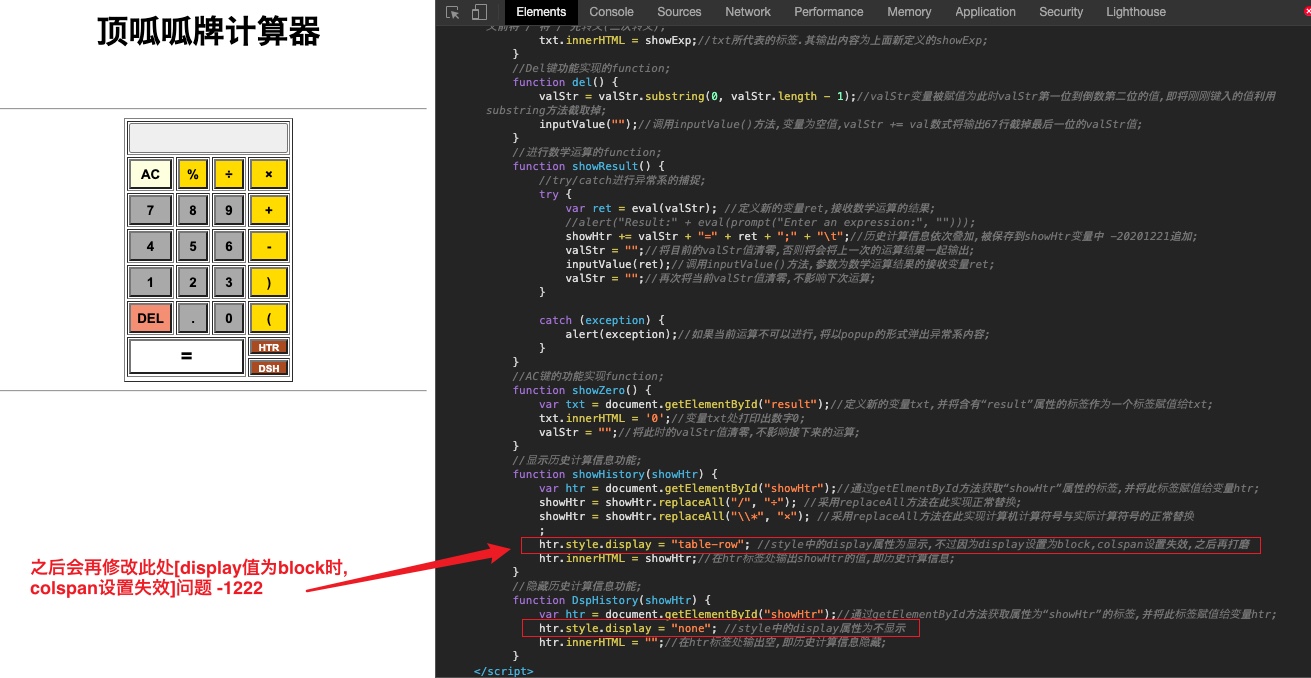 顶呱呱牌计算器
AC % ÷ ×
7 8 9 +
4 5 6 -
1 2 3 )
DEL . 0 (
= HTR
DSH
之后会再修改此处[display值为block时,
colspan设置失效]问题 -1222
Elements Console Sources Network Performance Memory Application Security Lighthouse
txt.innerHTML = showExp;//txt所代表的标签.其输出内容为上面新定义的showExp;
}
//Del键功能实现的function;
function del() {
valStr = valStr.substring(0, valStr.length - 1);//valStr变量被赋值为此时valStr第一位到倒数第二位的值,即将刚刚键入的值利用
substring方法截取掉;
inputValue("");//调用inputValue()方法,变量为空值,valStr += val数式将输出67行截掉最后一位的valStr值;
}
//进行数学运算的function;
function showResult() {
//try/catch进行异常系的捕捉;
try {
var ret = eval(valStr); //定义新的变量ret,接收数学运算的结果;
//alert("Result:" + eval(prompt("Enter an expression:", "")));
showHtr += valStr + "=" + ret + ";" + "\t";//历史计算信息依次叠加,被保存到showHtr变量中 -20201221追加;
valStr = "";//将目前的valStr值清零,否则将会将上一次的运算结果一起输出;
inputValue(ret);//调用inputValue()方法,参数为数学运算结果的接收变量ret;
valStr = "";//再次将当前valStr值清零,不影响下次运算;
}
catch (exception) {
alert(exception);//如果当前运算不可以进行,将以popup的形式弹出异常系内容;
}
}
//AC键的功能实现function;
function showZero() {
var txt = document.getElementById("result");//定义新的变量txt,并将含有“result”属性的标签作为一个标签赋值给txt;
txt.innerHTML = '0';//变量txt处打印出数字0;
valStr = "";//将此时的valStr值清零,不影响接下来的运算;
}
//显示历史计算信息功能;
function showHistory(showHtr) {
var htr = document.getElementById("showHtr");//通过getElmentById方法获取“showHtr”属性的标签,并将此标签赋值给变量htr;
showHtr = showHtr.replaceAll("/", "÷"); //采用replaceAll方法在此实现正常替换;
showHtr = showHtr.replaceAll("\\*", "×"); //采用replaceAll方法在此实现计算机计算符号与实际计算符号的正常替换
;
htr.style.display = "table-row"; //style中的display属性为显示,不过因为display设置为block,colspan设置失效,之后再打磨
htr.innerHTML = showHtr;//在htr标签处输出showHtr,即历史计算信息;
}
//隐藏历史计算信息功能;
function DspHistory(showHtr) {
var htr = document.getElementById("showHtr");//通过getElementById方法获取属性为“showHtr”的标签,并将此标签赋值给变量htr;
htr.style.display = "none"; //style中的display属性为不显示
htr.innerHTML = "";//在htr标签处输出空,即历史计算信息隐藏;
}
</script>